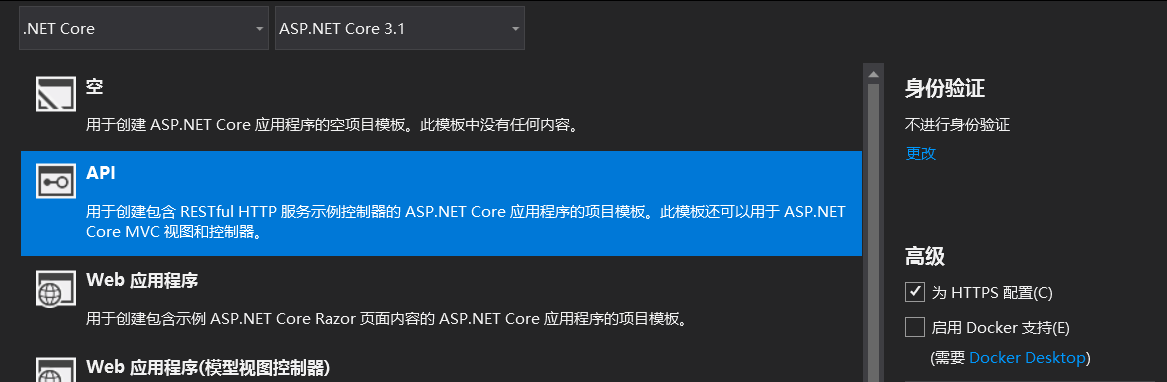 .NET Core
ASP.NET Core 3.1
空
用于创建 ASP.NET Core 应用程序的空项目模板。此模板中没有任何内容。
API
用于创建包含 RESTful HTTP 服务示例控制器的 ASP.NET Core 应用程序的项目模板。此模板还可以用于 ASP.NET
Core MVC 视图和控制器。
Web 应用程序
用于创建包含示例 ASP.NET Core Razor 页面内容的 ASP.NET Core 应用程序的项目模板。
Web 应用程序(模型视图控制器)
身份验证
不进行身份验证
更改
高级
为 HTTPS 配置(C)
启用 Docker 支持(E)
(需要 Docker Desktop)